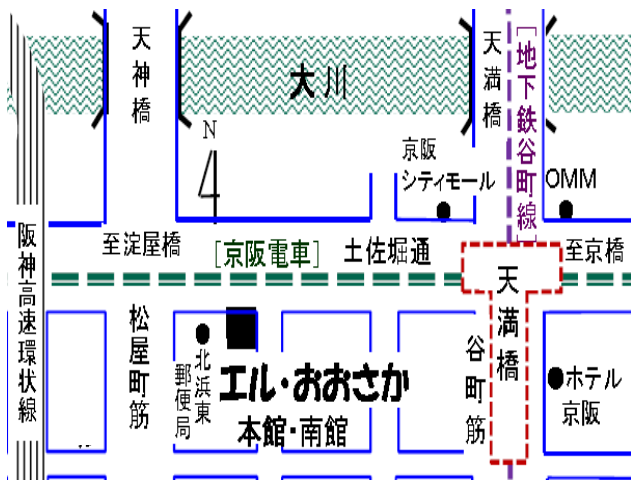 天神橋
大川
天満橋
[地下鉄谷町線]
N
京阪
シティモール
OMM
至淀屋橋
[京阪電車]
土佐堀通
至京橋
阪神高速環状線
松屋町筋
北浜東
郵便局
エル・おおさか
本館・南館
谷町筋
天満橋
ホテル
京阪